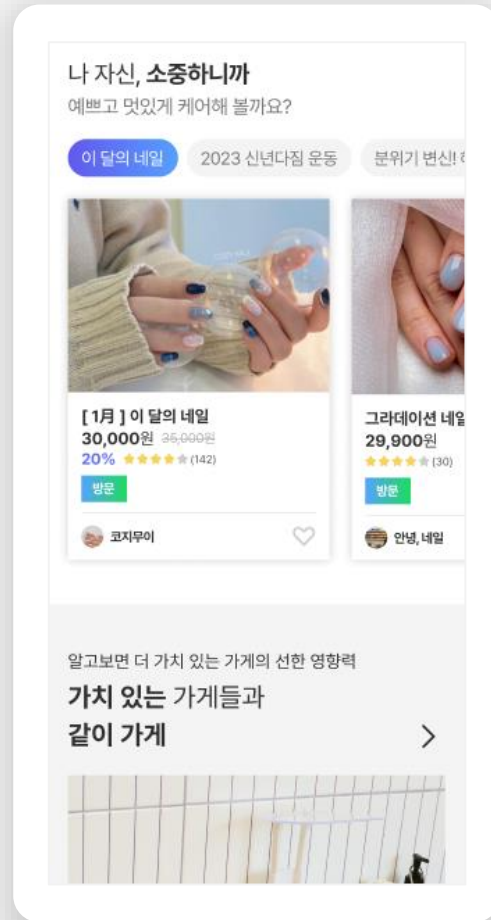 나 자신, 소중하니까
예쁘고 멋있게 케어해 볼까요?
이 달의 네일
2023 신년다짐 운동
분위기 변신!
[ 1月 ] 이 달의 네일
30,000원 35,000원
20% (142)
방문
코지무이
그라데이션 네일
29,900원
(30)
방문
안녕, 네일
알고보면 더 가치 있는 가게의 선한 영향력
가치 있는 가게들과
같이 가게